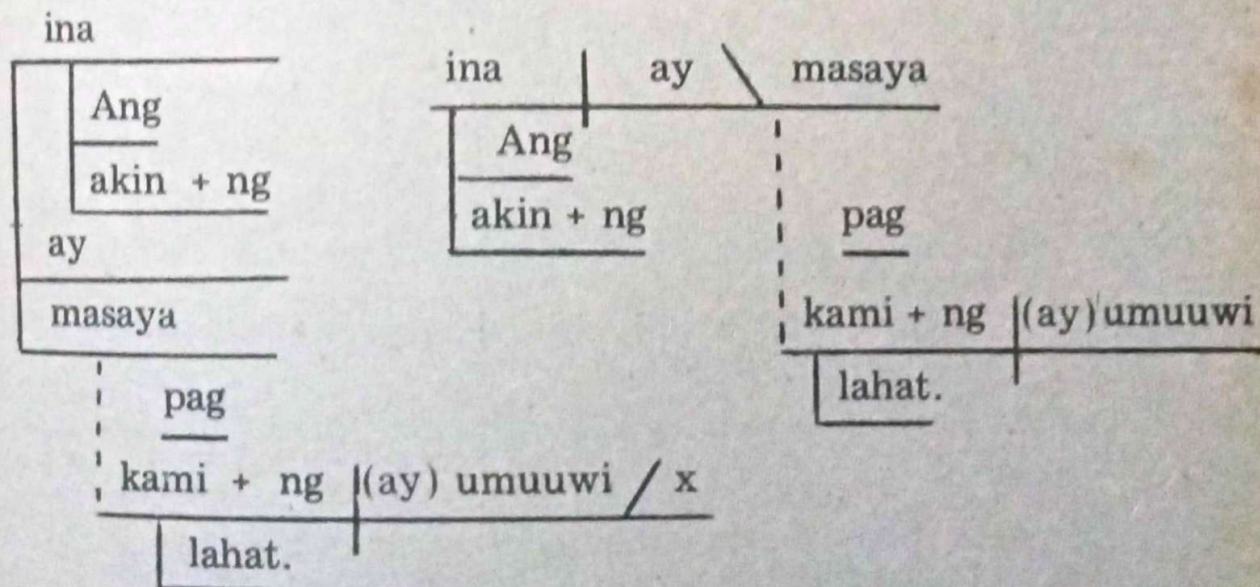 ina
Ang
akin + ng
ay
masaya
pag
kami + ng (ay) umuuwi / x
lahat.
ina ay masaya
Ang
akin + ng
pag
kami + ng (ay) umuuwi
lahat.